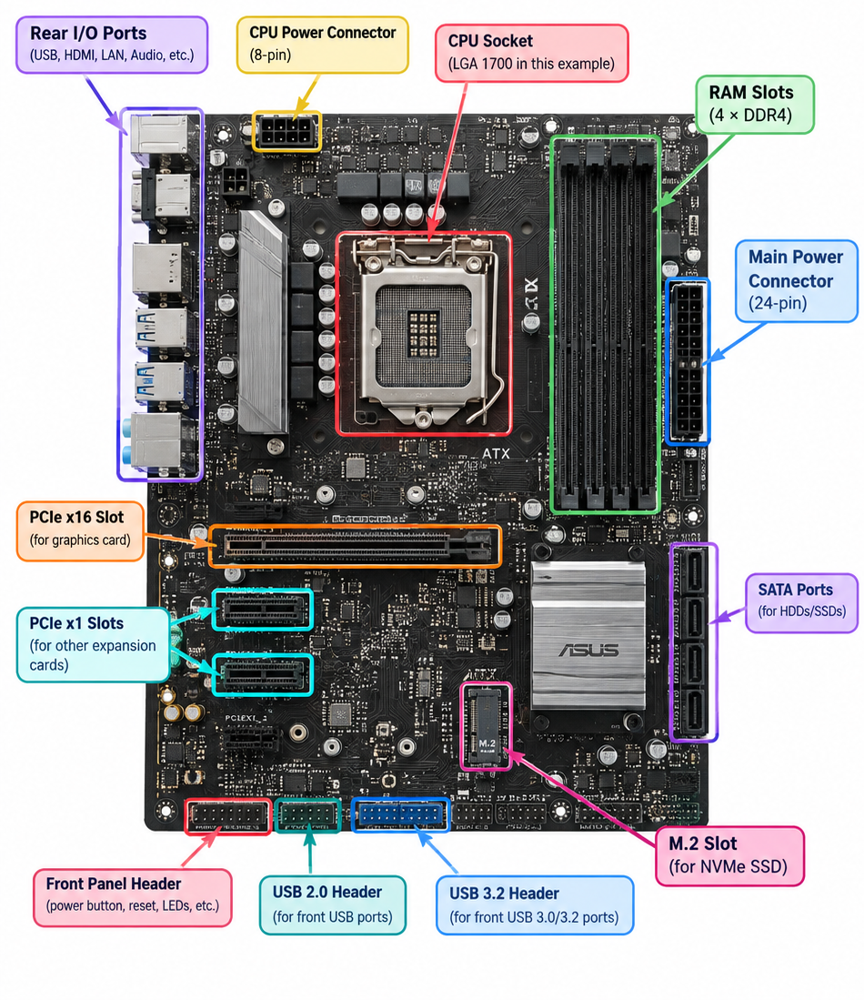 Rear I/O Ports
(USB, HDMI, LAN, Audio, etc.)
CPU Power Connector
(8-pin)
CPU Socket
(LGA 1700 in this example)
RAM Slots
(4 × DDR4)
Main Power
Connector
(24-pin)
ATX
PCIe x16 Slot
(for graphics card)
PCIe x1 Slots
(for other expansion
cards)
SATA Ports
(for HDDs/SSDs)
ASUS
M.2
M.2 Slot
(for NVMe SSD)
Front Panel Header
(power button, reset, LEDs, etc.)
USB 2.0 Header
(for front USB ports)
USB 3.2 Header
(for front USB 3.0/3.2 ports)